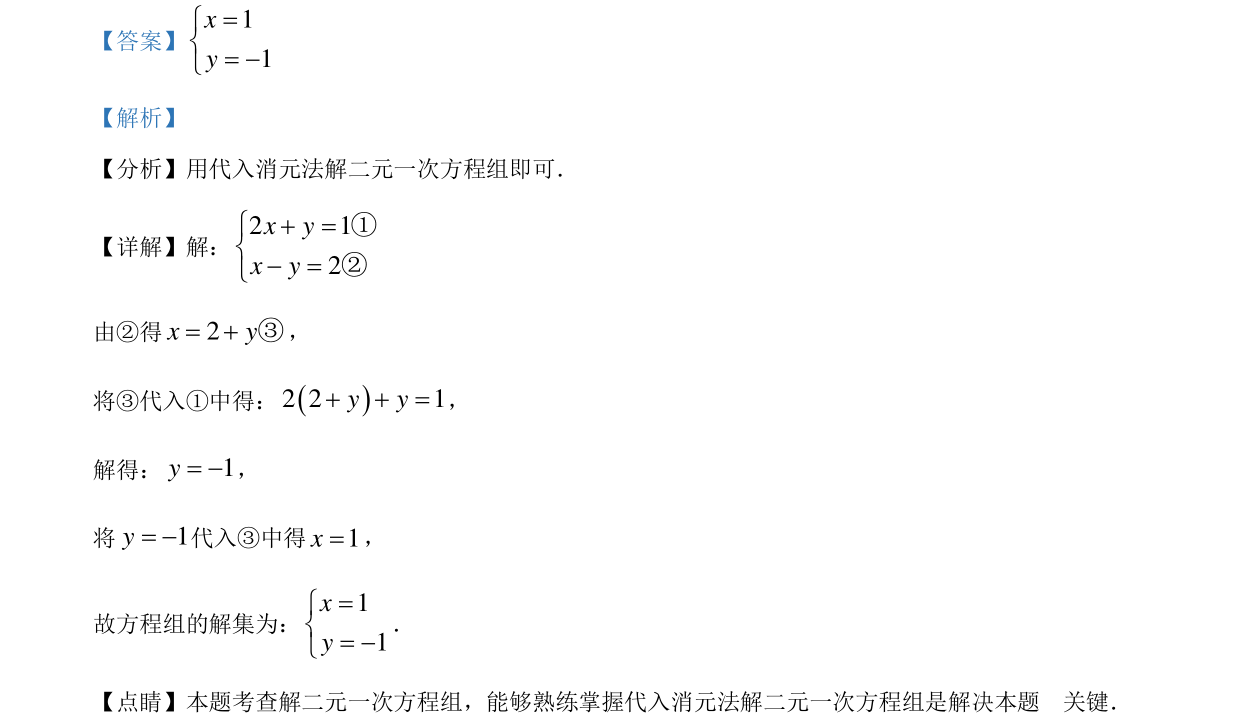 【答案】{x=1
y=−1
【解析】
【分析】用代入消元法解二元一次方程组即可．
【详解】解：{2x+y=1①
x−y=2②
由②得x=2+y③，
将③代入①中得：2(2+y)+y=1，
解得：y=−1，
将y=−1代入③中得x=1，
故方程组的解集为：{x=1
y=−1．
【点睛】本题考查解二元一次方程组，能够熟练掌握代入消元法解二元一次方程组是解决本题　关键．